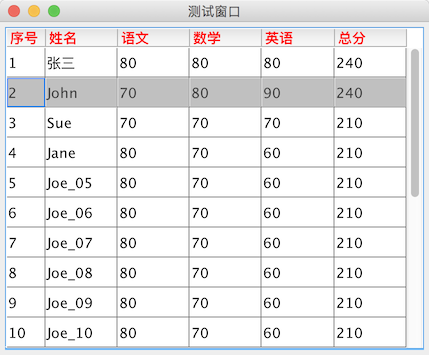 测试窗口
序号 姓名 语文 数学 英语 总分
1 张三 80 80 80 240
2 John 70 80 90 240
3 Sue 70 70 70 210
4 Jane 80 70 60 210
5 Joe_05 80 70 60 210
6 Joe_06 80 70 60 210
7 Joe_07 80 70 60 210
8 Joe_08 80 70 60 210
9 Joe_09 80 70 60 210
10 Joe_10 80 70 60 210